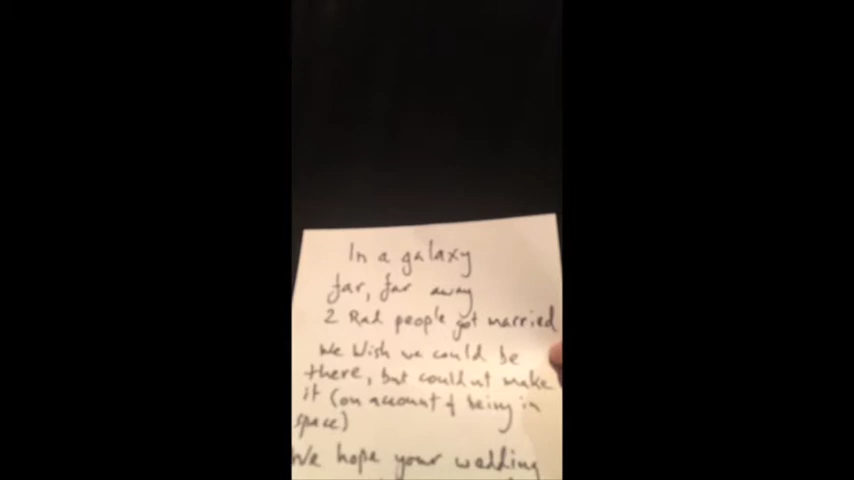 In a galaxy
far, far away
2 Rad people got married
We Wish we could be
there, but couldnt make
it (on account of being in
space)
We hope your wedding